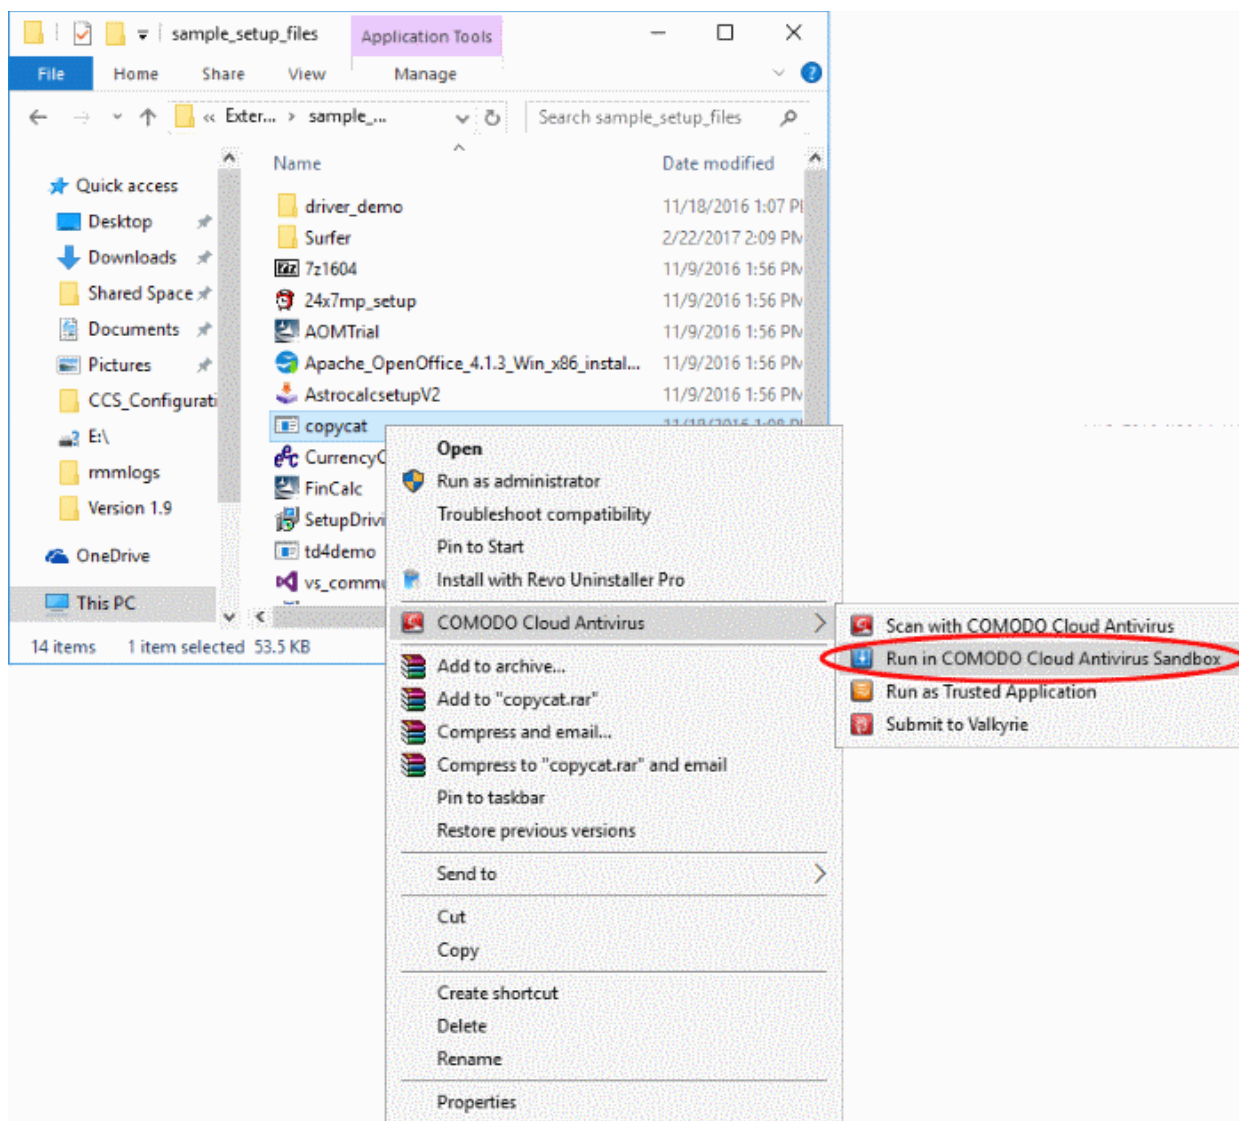 sample_setup_files
Application Tools
File Home Share View Manage
« Exter... > sample_...
Search sample_setup_files
Name Date modified
Quick access
Desktop
Downloads
Shared Space
Documents
Pictures
CCS_Configurati
E:\
rmmlogs
Version 1.9
OneDrive
This PC
driver_demo 11/18/2016 1:07 P
Surfer 2/22/2017 2:09 PM
7z1604 11/9/2016 1:56 PM
24x7mp_setup 11/9/2016 1:56 PM
AOMTrial 11/9/2016 1:56 PM
Apache_OpenOffice_4.1.3_Win_x86_instal... 11/9/2016 1:56 PM
AstrocalcsetupV2 11/9/2016 1:56 PM
copycat
CurrencyC
FinCalc
SetupDrivi
td4demo
vs_commu
14 items 1 item selected 53.5 KB
Open
Run as administrator
Troubleshoot compatibility
Pin to Start
Install with Revo Uninstaller Pro
COMODO Cloud Antivirus
Add to archive...
Add to "copycat.rar"
Compress and email...
Compress to "copycat.rar" and email
Pin to taskbar
Restore previous versions
Send to
Cut
Copy
Create shortcut
Delete
Rename
Properties
Scan with COMODO Cloud Antivirus
Run in COMODO Cloud Antivirus Sandbox
Run as Trusted Application
Submit to Valkyrie